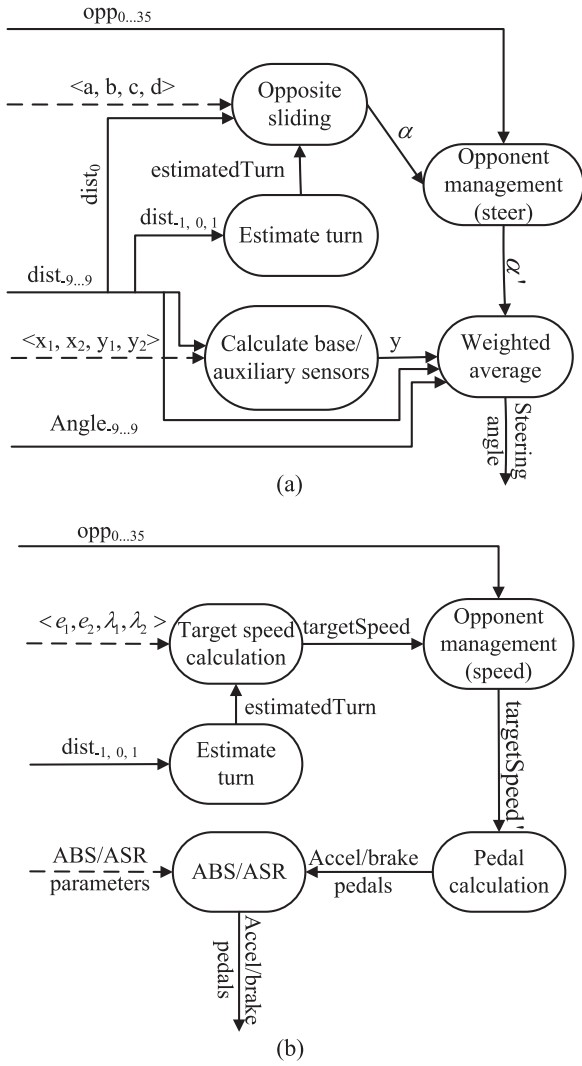 opp0...35
<a, b, c, d>
Opposite
sliding
α
dist0
estimatedTurn
Opponent
management
(steer)
dist-1, 0, 1
Estimate turn
α'
dist-9...9
<x1, x2, y1, y2>
Calculate base/
auxiliary sensors
y
Weighted
average
Angle-9...9
Steering
angle
(a)
opp0...35
<e1,e2,λ1,λ2>
Target speed
calculation
targetSpeed
Opponent
management
(speed)
estimatedTurn
dist-1, 0, 1
Estimate
turn
targetSpeed'
ABS/ASR
parameters
ABS/ASR
Accel/brake
pedals
Pedal
calculation
Accel/brake
pedals
(b)